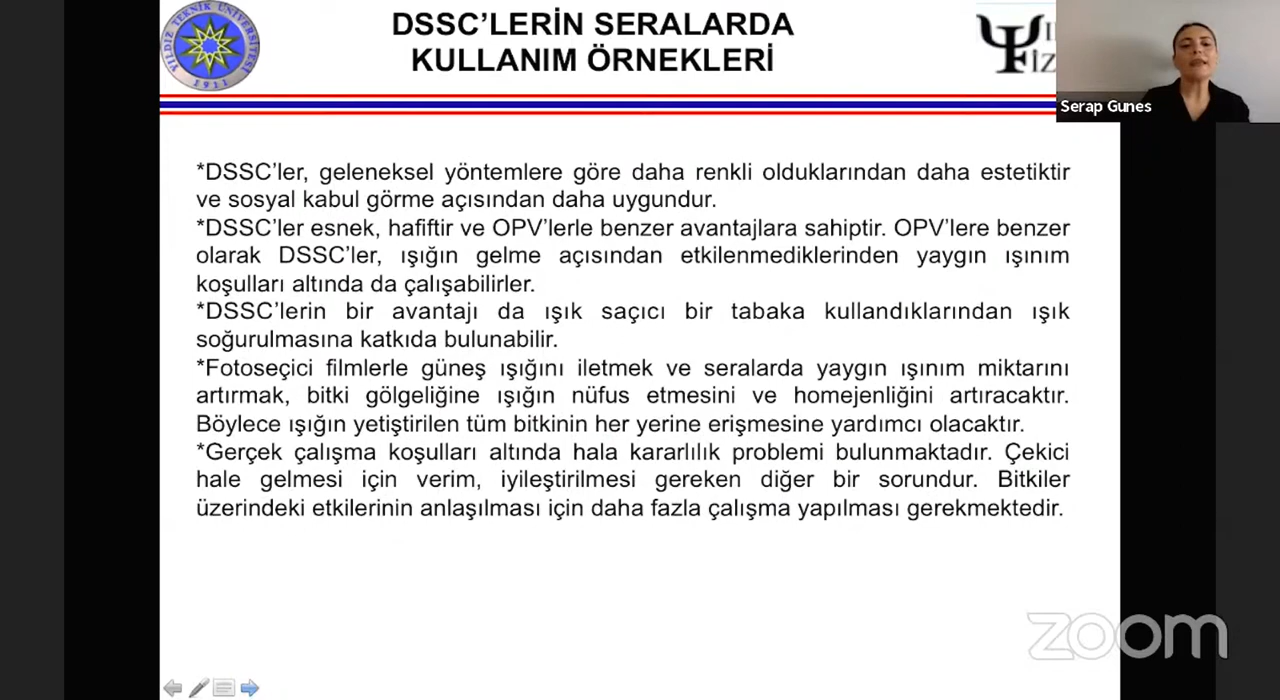 YILDIZ TEKNİK ÜNİVERSİTESİ
1911
DSSC’LERİN SERALARDA
KULLANIM ÖRNEKLERİ
Serap Gunes
*DSSC’ler, geleneksel yöntemlere göre daha renkli olduklarından daha estetiktir
ve sosyal kabul görme açısından daha uygundur.
*DSSC’ler esnek, hafiftir ve OPV’lerle benzer avantajlara sahiptir. OPV’lere benzer
olarak DSSC’ler, ışığın gelme açısından etkilenmediklerinden yaygın ışınım
koşulları altında da çalışabilirler.
*DSSC’lerin bir avantajı da ışık saçıcı bir tabaka kullandıklarından ışık
soğurulmasına katkıda bulunabilir.
*Fotoseçici filmlerle güneş ışığını iletmek ve seralarda yaygın ışınım miktarını
artırmak, bitki gölgeliğine ışığın nüfus etmesini ve homejenliğini artıracaktır.
Böylece ışığın yetiştirilen tüm bitkinin her yerine erişmesine yardımcı olacaktır.
*Gerçek çalışma koşulları altında hala kararlılık problemi bulunmaktadır. Çekici
hale gelmesi için verim, iyileştirilmesi gereken diğer bir sorundur. Bitkiler
üzerindeki etkilerinin anlaşılması için daha fazla çalışma yapılması gerekmektedir.
zoom